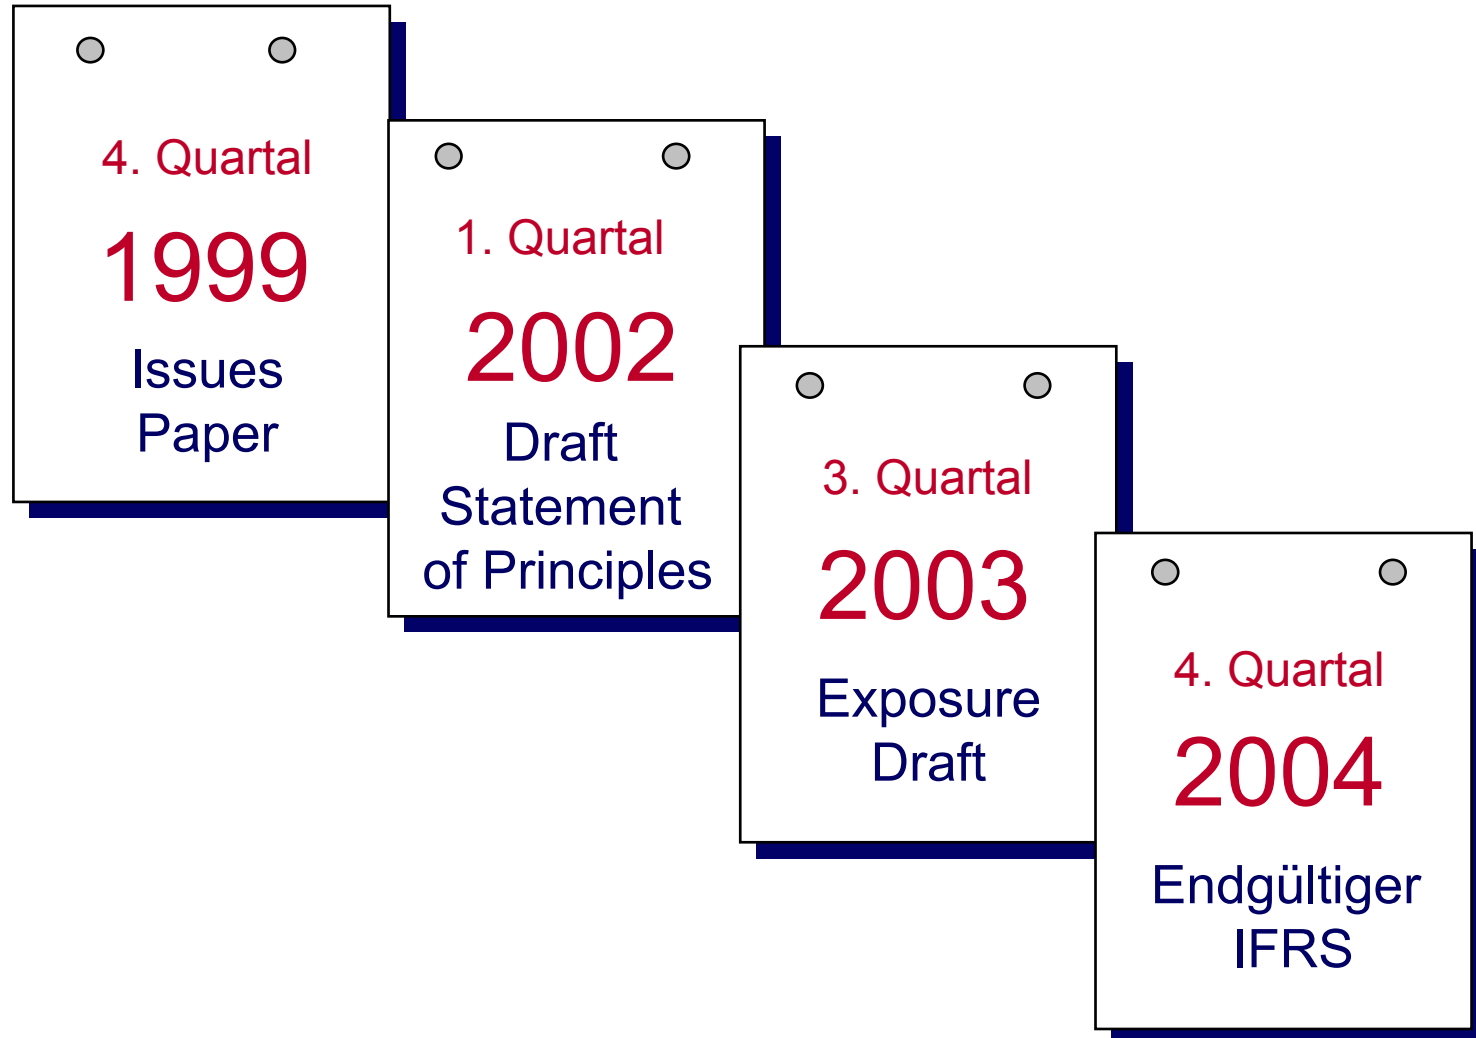 4. Quartal
1999
Issues
Paper
1. Quartal
2002
Draft
Statement
of Principles
3. Quartal
2003
Exposure
Draft
4. Quartal
2004
Endgültiger
IFRS